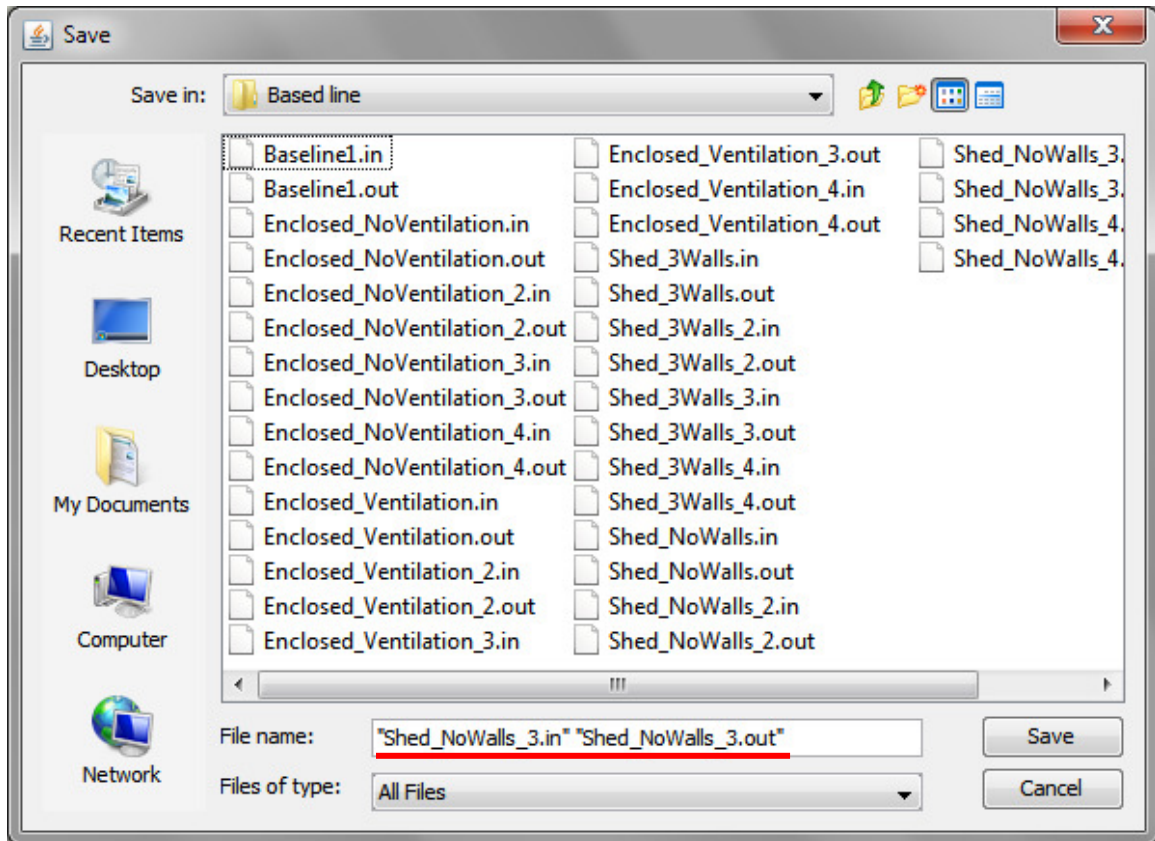 Save
Save in:
Based line
Recent Items
Desktop
My Documents
Computer
Network
Baseline1.in
Baseline1.out
Enclosed_NoVentilation.in
Enclosed_NoVentilation.out
Enclosed_NoVentilation_2.in
Enclosed_NoVentilation_2.out
Enclosed_NoVentilation_3.in
Enclosed_NoVentilation_3.out
Enclosed_NoVentilation_4.in
Enclosed_NoVentilation_4.out
Enclosed_Ventilation.in
Enclosed_Ventilation.out
Enclosed_Ventilation_2.in
Enclosed_Ventilation_2.out
Enclosed_Ventilation_3.in
Enclosed_Ventilation_3.out
Enclosed_Ventilation_4.in
Enclosed_Ventilation_4.out
Shed_3Walls.in
Shed_3Walls.out
Shed_3Walls_2.in
Shed_3Walls_2.out
Shed_3Walls_3.in
Shed_3Walls_3.out
Shed_3Walls_4.in
Shed_3Walls_4.out
Shed_NoWalls.in
Shed_NoWalls.out
Shed_NoWalls_2.in
Shed_NoWalls_2.out
Shed_NoWalls_3.
Shed_NoWalls_3.
Shed_NoWalls_4.
Shed_NoWalls_4.
File name:
"Shed_NoWalls_3.in" "Shed_NoWalls_3.out"
Save
Files of type:
All Files
Cancel